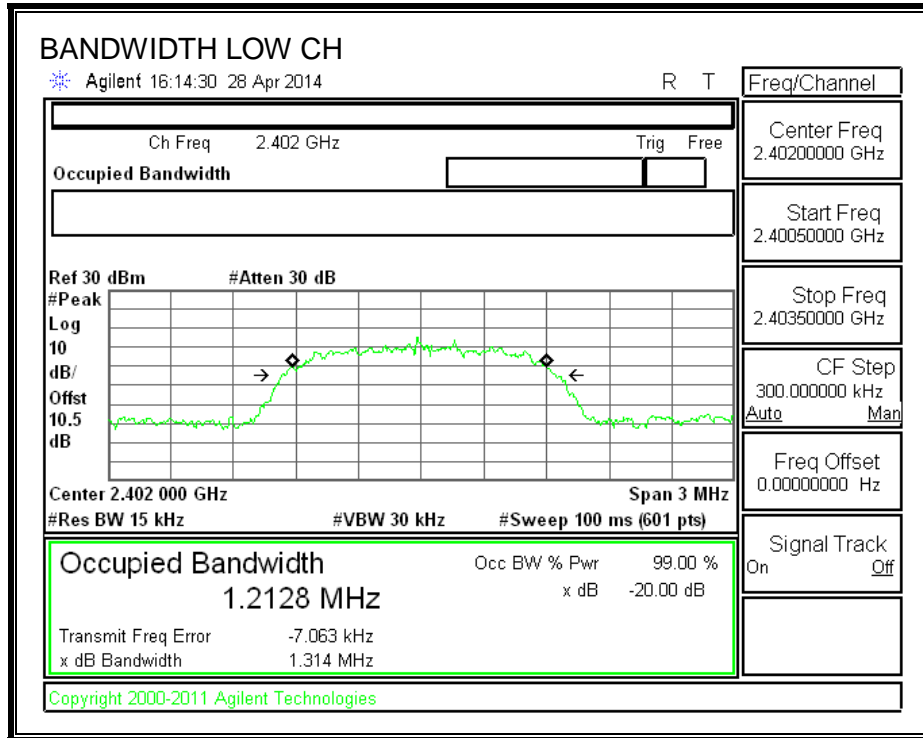 BANDWIDTH LOW CH
Agilent 16:14:30 28 Apr 2014 R T
Freq/Channel
Ch Freq 2.402 GHz Trig Free
Occupied Bandwidth
Center Freq
2.40200000 GHz
Start Freq
2.40050000 GHz
Ref 30 dBm #Atten 30 dB
#Peak
Log
10
dB/
Offst
10.5
dB
Stop Freq
2.40350000 GHz
CF Step
300.000000 kHz
Auto Man
Freq Offset
0.00000000 Hz
Center 2.402 000 GHz Span 3 MHz
#Res BW 15 kHz #VBW 30 kHz #Sweep 100 ms (601 pts)
Signal Track
On Off
Occupied Bandwidth Occ BW % Pwr 99.00 %
1.2128 MHz x dB -20.00 dB
Transmit Freq Error -7.063 kHz
x dB Bandwidth 1.314 MHz
Copyright 2000-2011 Agilent Technologies